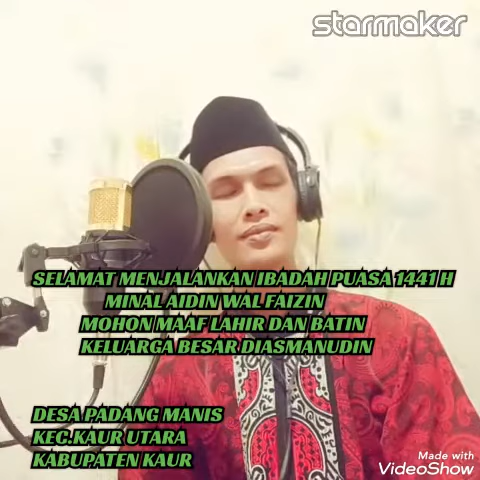 starmaker
SELAMAT MENJALANKAN IBADAH PUASA 1441 H
MINAL AIDIN WAL FAIZIN
MOHON MAAF LAHIR DAN BATIN
KELUARGA BESAR DIASMANUDIN
DESA PADANG MANIS
KEC.KAUR UTARA
KABUPATEN KAUR
Made with
VideoShow